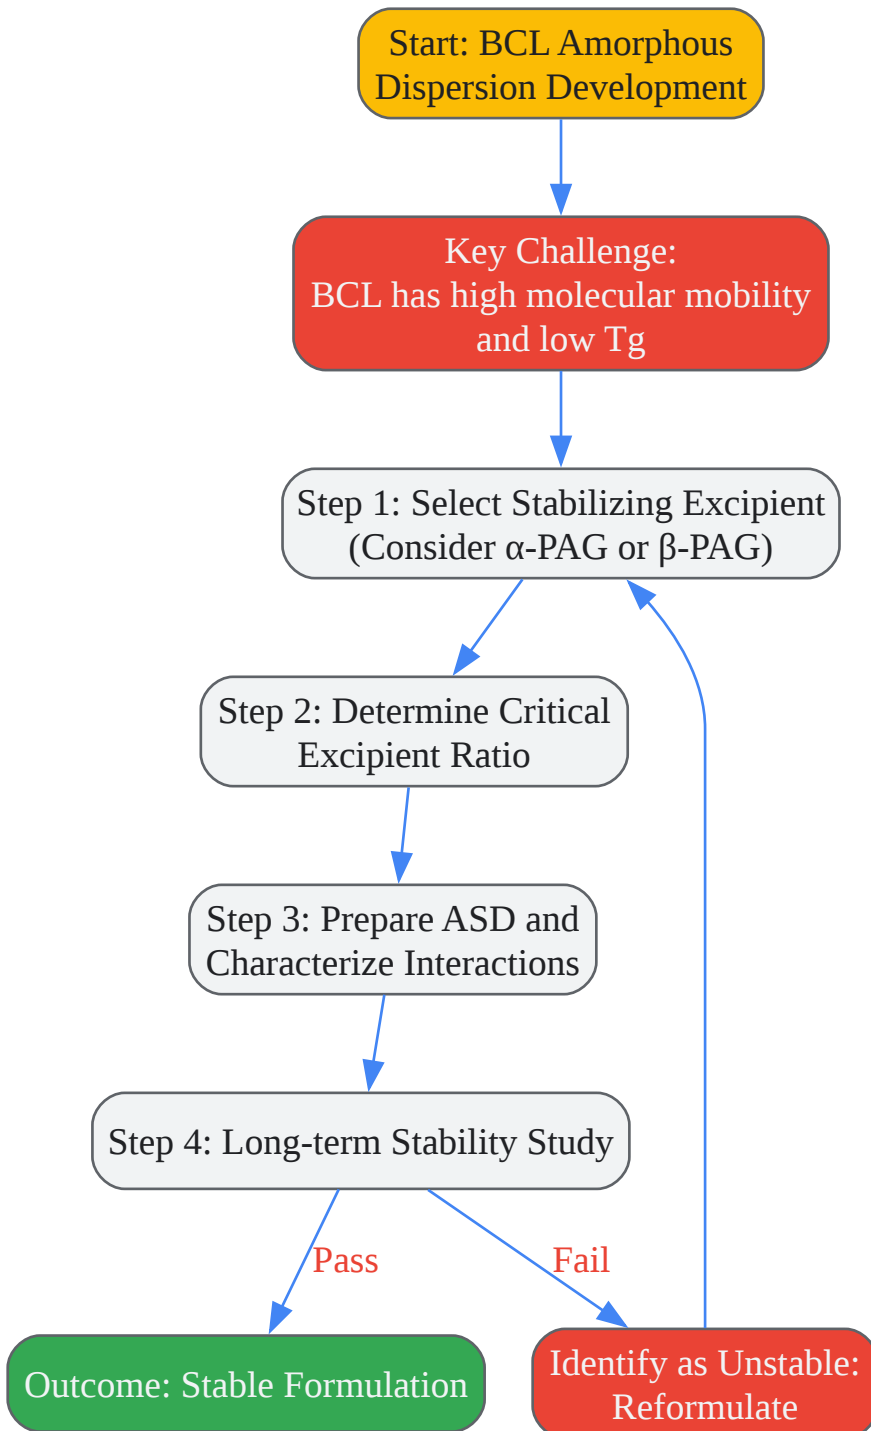 Start: BCL Amorphous
Dispersion Development
Key Challenge:
BCL has high molecular mobility
and low Tg
Step 1: Select Stabilizing Excipient
(Consider α-PAG or β-PAG)
Step 2: Determine Critical
Excipient Ratio
Step 3: Prepare ASD and
Characterize Interactions
Step 4: Long-term Stability Study
Pass
Fail
Outcome: Stable Formulation
Identify as Unstable:
Reformulate